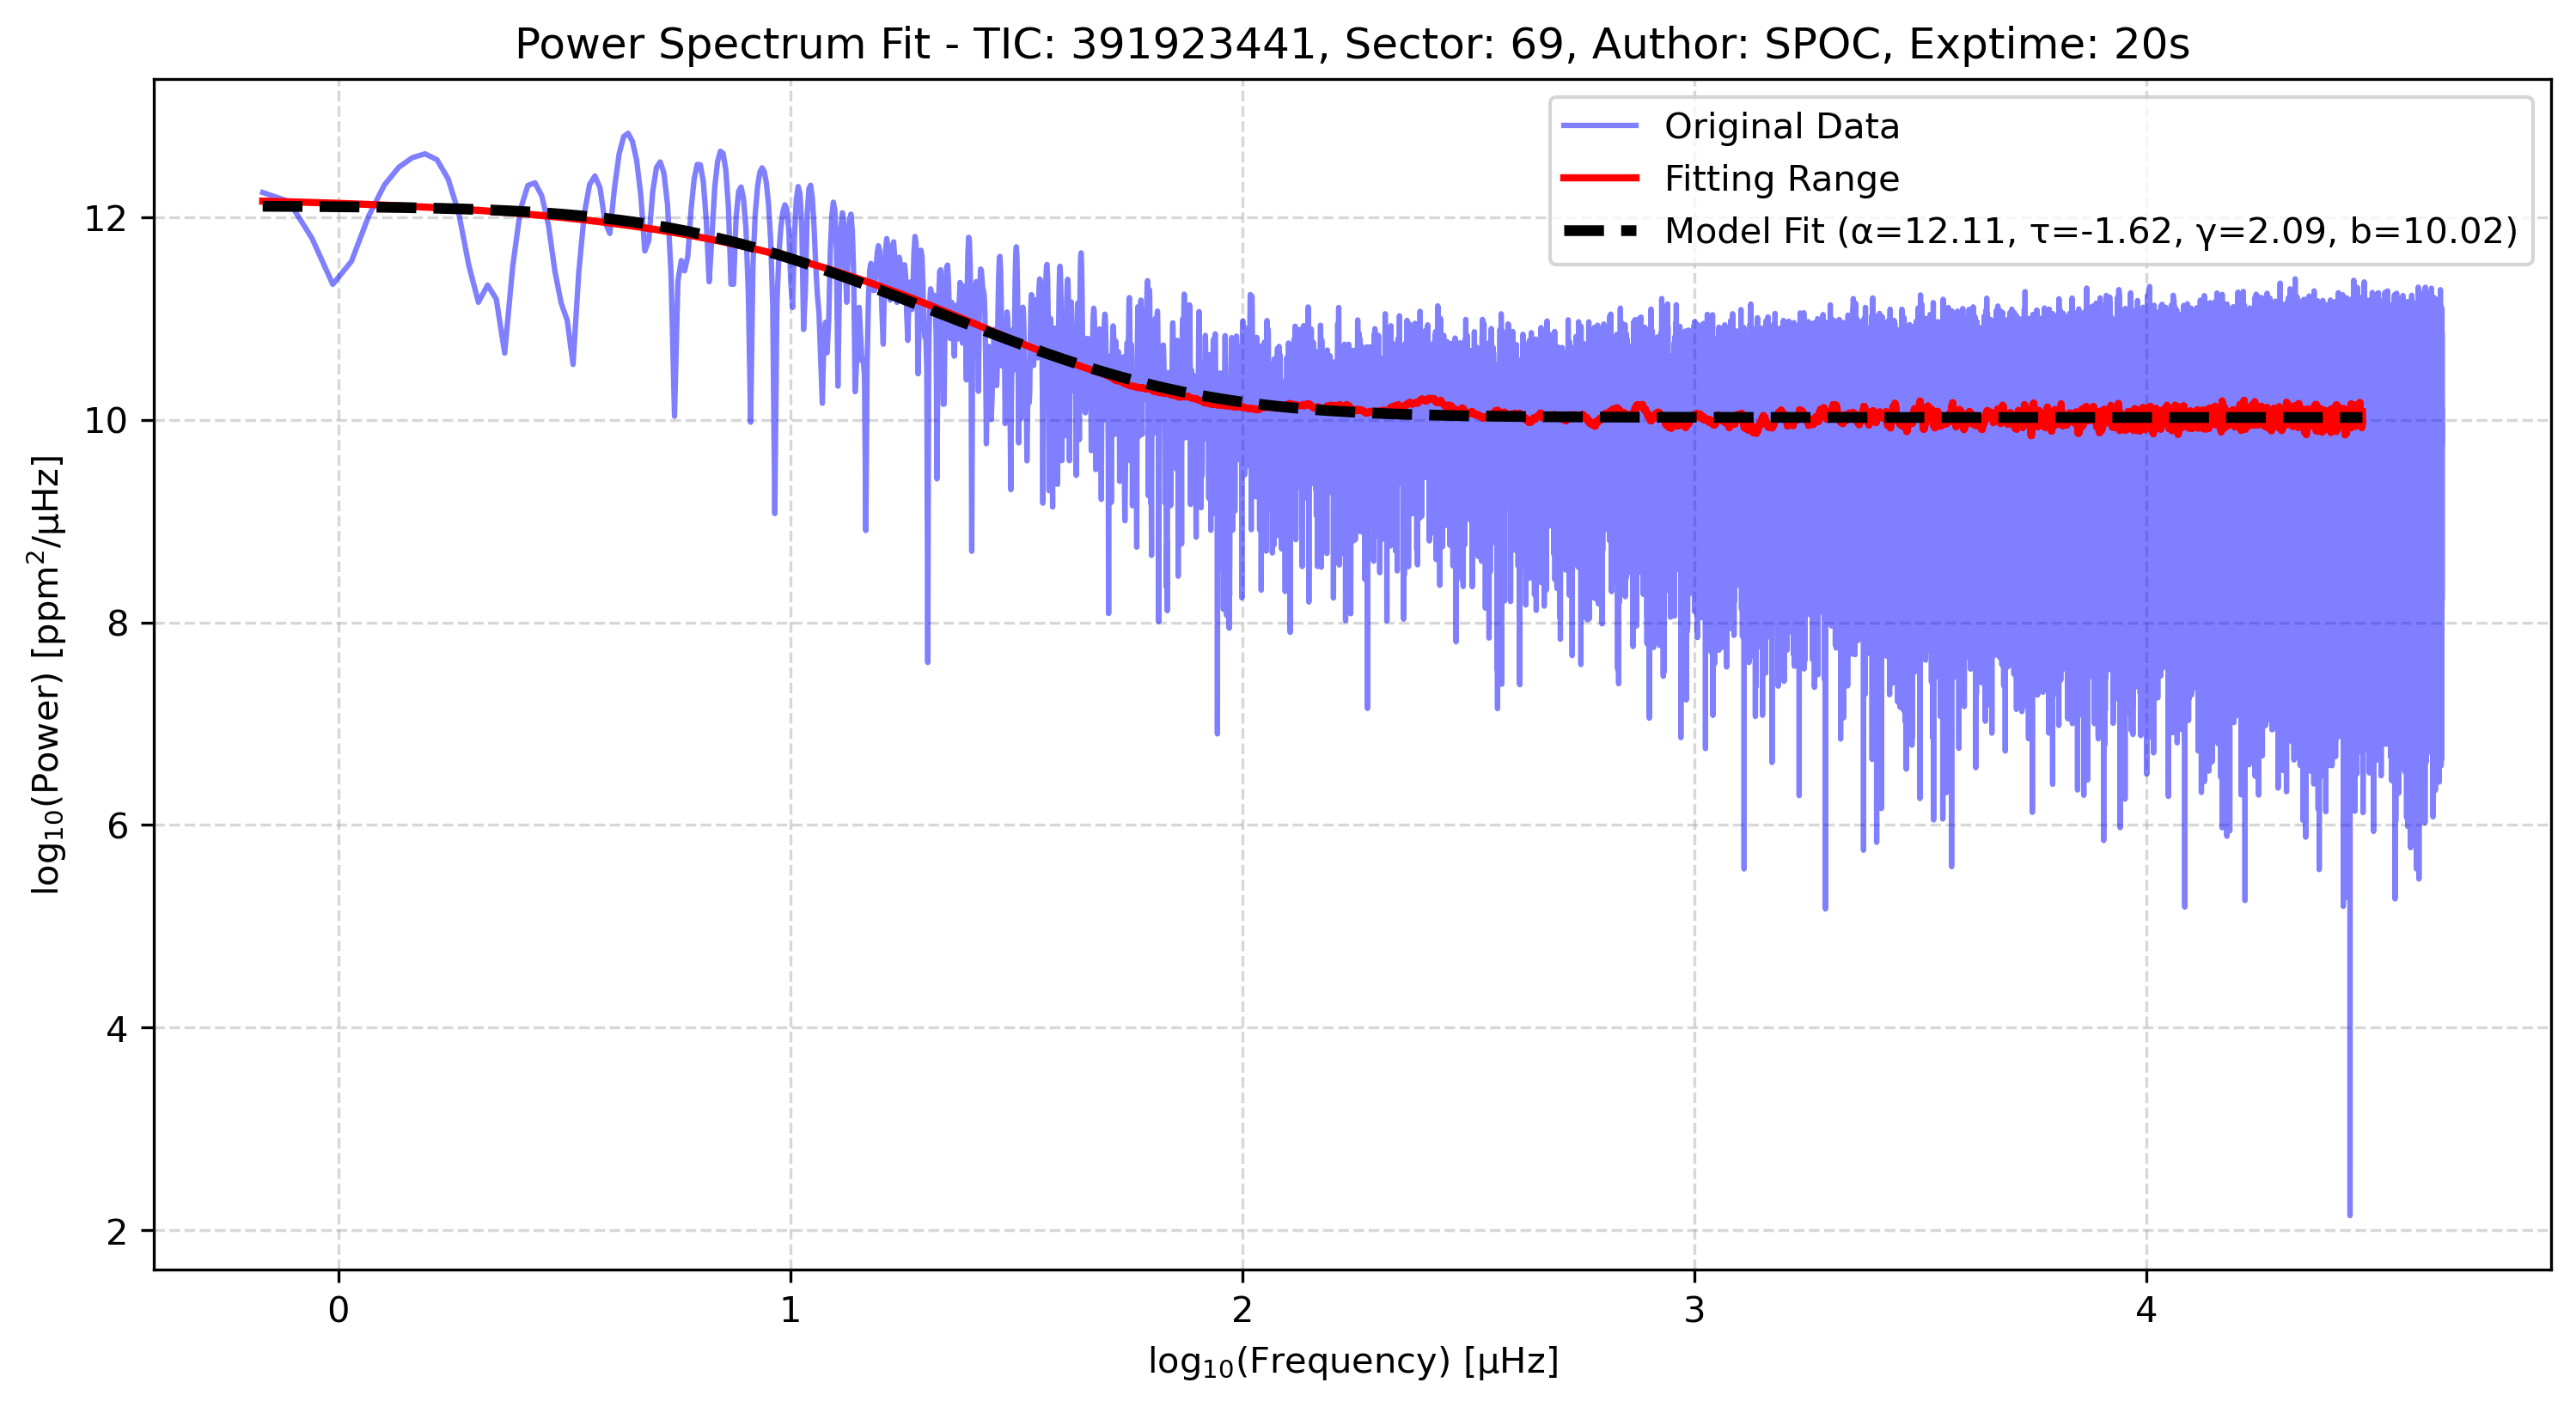 Power Spectrum Fit - TIC: 391923441, Sector: 69, Author: SPOC, Exptime: 20s
Original Data
Fitting Range
Model Fit (α=12.11, τ=-1.62, γ=2.09, b=10.02)
log₁₀(Power) [ppm²/µHz]
12
10
8
6
4
2
0 1 2 3 4
log₁₀(Frequency) [µHz]